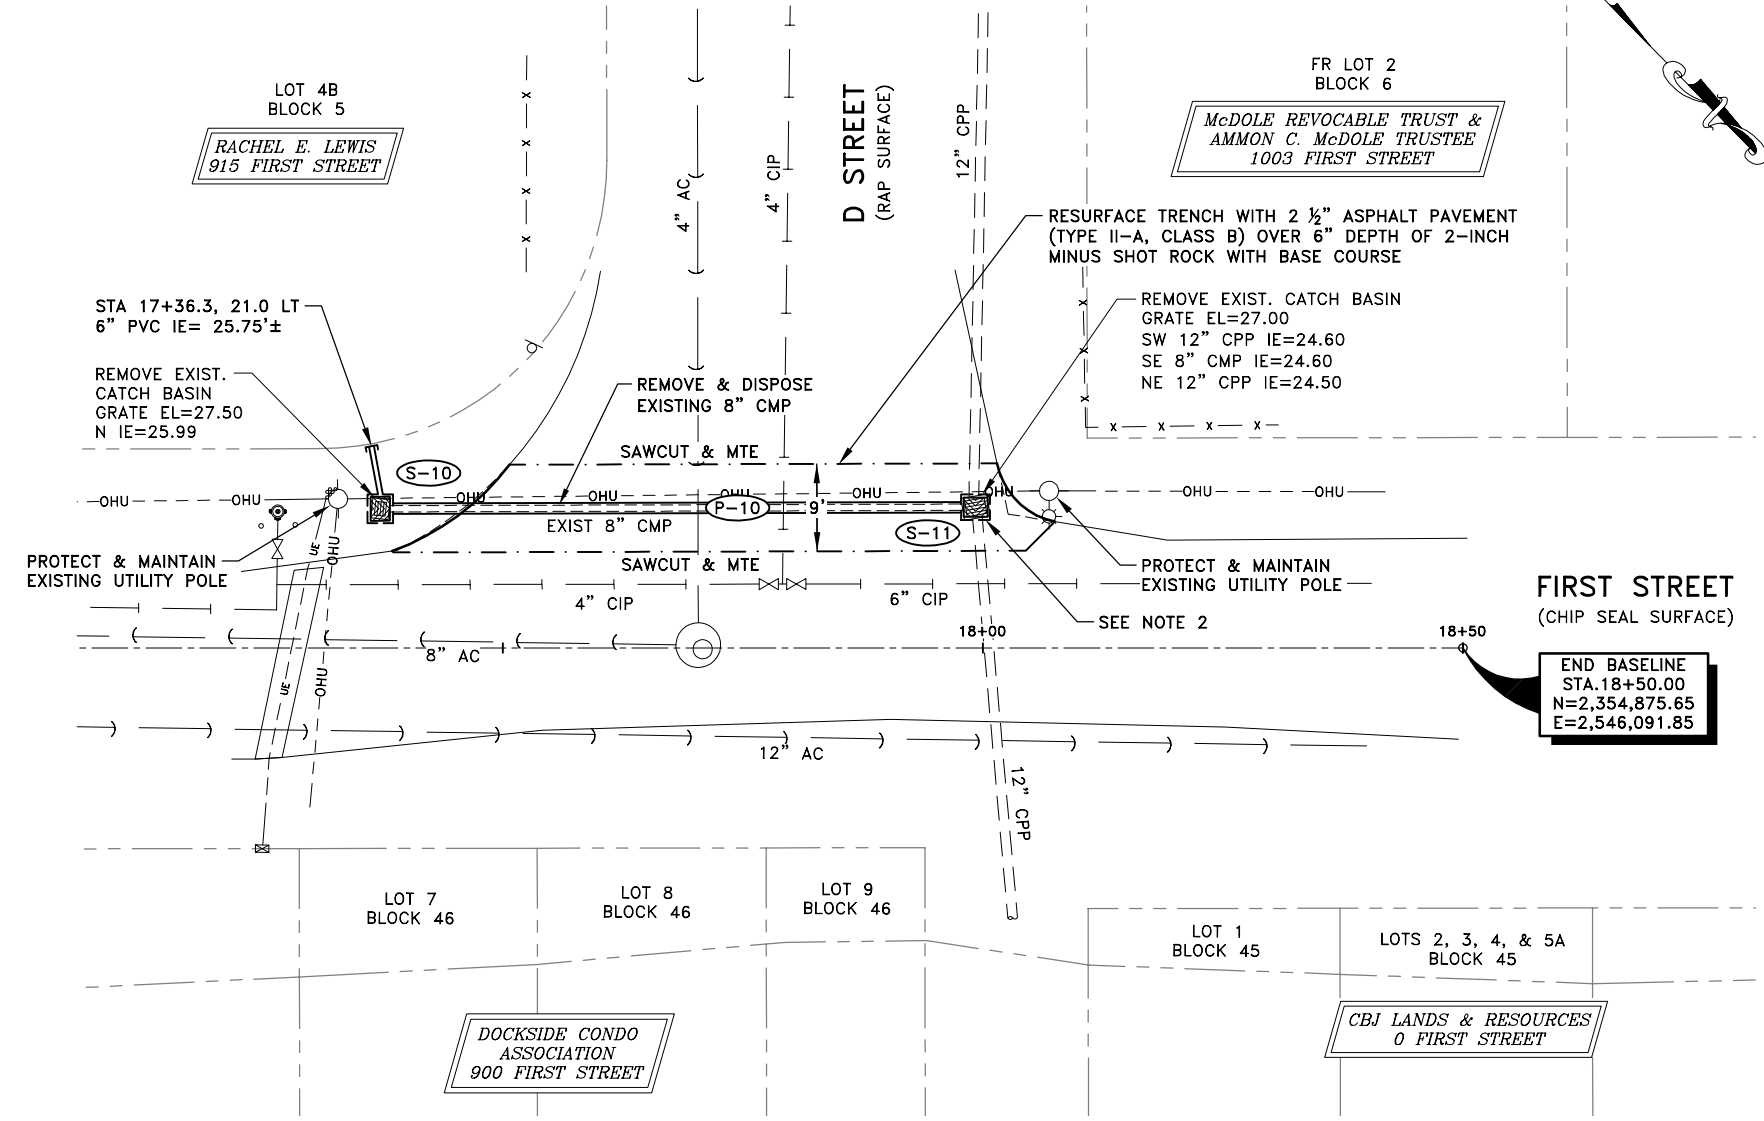 LOT 4B
BLOCK 5
RACHEL E. LEWIS
915 FIRST STREET
4" AC
4" CIP
D STREET
(RAP SURFACE)
12" CPP
FR LOT 2
BLOCK 6
McDOLE REVOCABLE TRUST &
AMMON C. McDOLE TRUSTEE
1003 FIRST STREET
RESURFACE TRENCH WITH 2 ½" ASPHALT PAVEMENT
(TYPE II-A, CLASS B) OVER 6" DEPTH OF 2-INCH
MINUS SHOT ROCK WITH BASE COURSE
STA 17+36.3, 21.0 LT
6" PVC IE= 25.75'±
REMOVE EXIST.
CATCH BASIN
GRATE EL=27.50
N IE=25.99
REMOVE EXIST. CATCH BASIN
GRATE EL=27.00
SW 12" CPP IE=24.60
SE 8" CMP IE=24.60
NE 12" CPP IE=24.50
REMOVE & DISPOSE
EXISTING 8" CMP
SAWCUT & MTE
S-10
OHU
OHU
OHU
OHU
OHU
OHU
OHU
OHU
OHU
P-10
9'
EXIST 8" CMP
S-11
SAWCUT & MTE
PROTECT & MAINTAIN
EXISTING UTILITY POLE
UE
OHU
PROTECT & MAINTAIN
EXISTING UTILITY POLE
4" CIP
6" CIP
SEE NOTE 2
FIRST STREET
(CHIP SEAL SURFACE)
18+00
18+50
8" AC
UE
OHU
END BASELINE
STA.18+50.00
N=2,354,875.65
E=2,546,091.85
12" AC
12" CPP
LOT 7
BLOCK 46
LOT 8
BLOCK 46
LOT 9
BLOCK 46
LOT 1
BLOCK 45
LOTS 2, 3, 4, & 5A
BLOCK 45
DOCKSIDE CONDO
ASSOCIATION
900 FIRST STREET
CBJ LANDS & RESOURCES
0 FIRST STREET